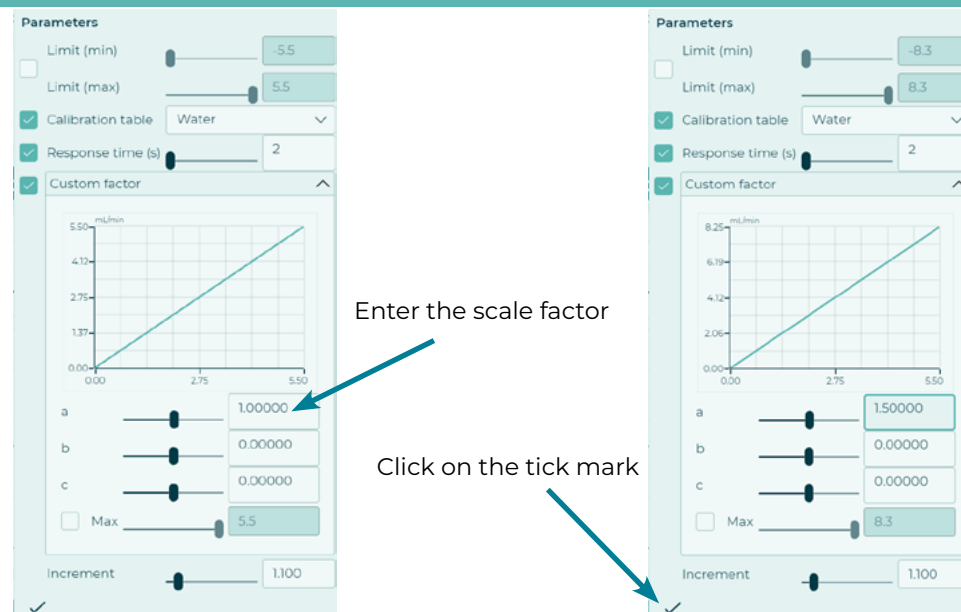 Parameters
Limit (min)
-5.5
Limit (max)
5.5
Calibration table
Water
Response time (s)
2
Custom factor
mL/min
5.50
4.12
2.75
1.37
0.00
0.00
2.75
5.50
a
1.00000
b
0.00000
c
0.00000
Max
5.5
Increment
1.100
Enter the scale factor
Click on the tick mark
Parameters
Limit (min)
-8.3
Limit (max)
8.3
Calibration table
Water
Response time (s)
2
Custom factor
mL/min
8.25
6.19
4.12
2.06
0.00
0.00
2.75
5.50
a
1.50000
b
0.00000
c
0.00000
Max
8.3
Increment
1.100